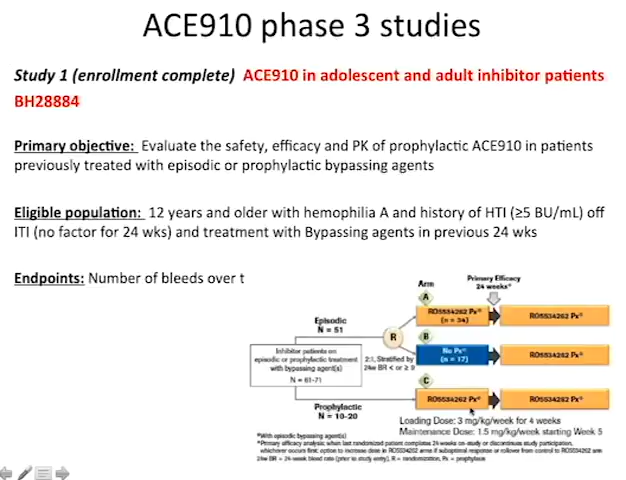 ACE910 phase 3 studies
Study 1 (enrollment complete) ACE910 in adolescent and adult inhibitor patients
BH28884
Primary objective: Evaluate the safety, efficacy and PK of prophylactic ACE910 in patients
previously treated with episodic or prophylactic bypassing agents
Eligible population: 12 years and older with hemophilia A and history of HTI (≥5 BU/mL) off
ITI (no factor for 24 wks) and treatment with Bypassing agents in previous 24 wks
Endpoints: Number of bleeds over t
Arm
Primary Efficacy
24 weeks*
A
RO5534262 Px*
(n = 34)
RO5534262 Px*
Episodic
N = 51
R
B
No Px*
(n = 17)
RO5534262 Px*
Inhibitor patients on
episodic or prophylactic treatment
with bypassing agent(s)
N = 61-71
2:1, Stratified by
24w BR < or ≥ 9
C
RO5534262 Px*
RO5534262 Px*
Prophylactic
N = 10-20
Loading Dose: 3 mg/kg/week for 4 weeks
Maintenance Dose: 1.5 mg/kg/week starting Week 5
*With episodic bypassing agent(s)
*Primary efficacy analysis: when last randomized patient completes 24 weeks on-study or discontinues study participation,
whichever occurs first; option to increase dose in RO5534262 arms if suboptimal response or rollover from control to RO5534262 arm
24w BR = 24-week bleed rate (prior to study entry), R = randomization, Px = prophylaxis